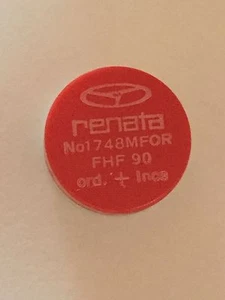 renata
No1748MFOR
FHF 90
ord. + Inca